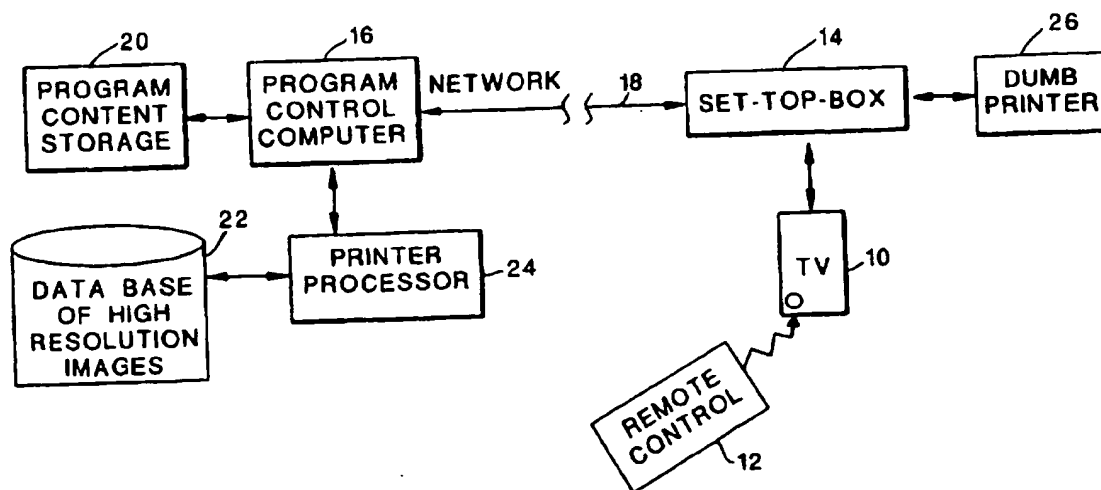 20
PROGRAM
CONTENT
STORAGE
16
PROGRAM
CONTROL
COMPUTER
NETWORK
18
14
SET-TOP-BOX
26
DUMB
PRINTER
22
DATA BASE
OF HIGH
RESOLUTION
IMAGES
PRINTER
PROCESSOR
24
TV
10
REMOTE
CONTROL
12